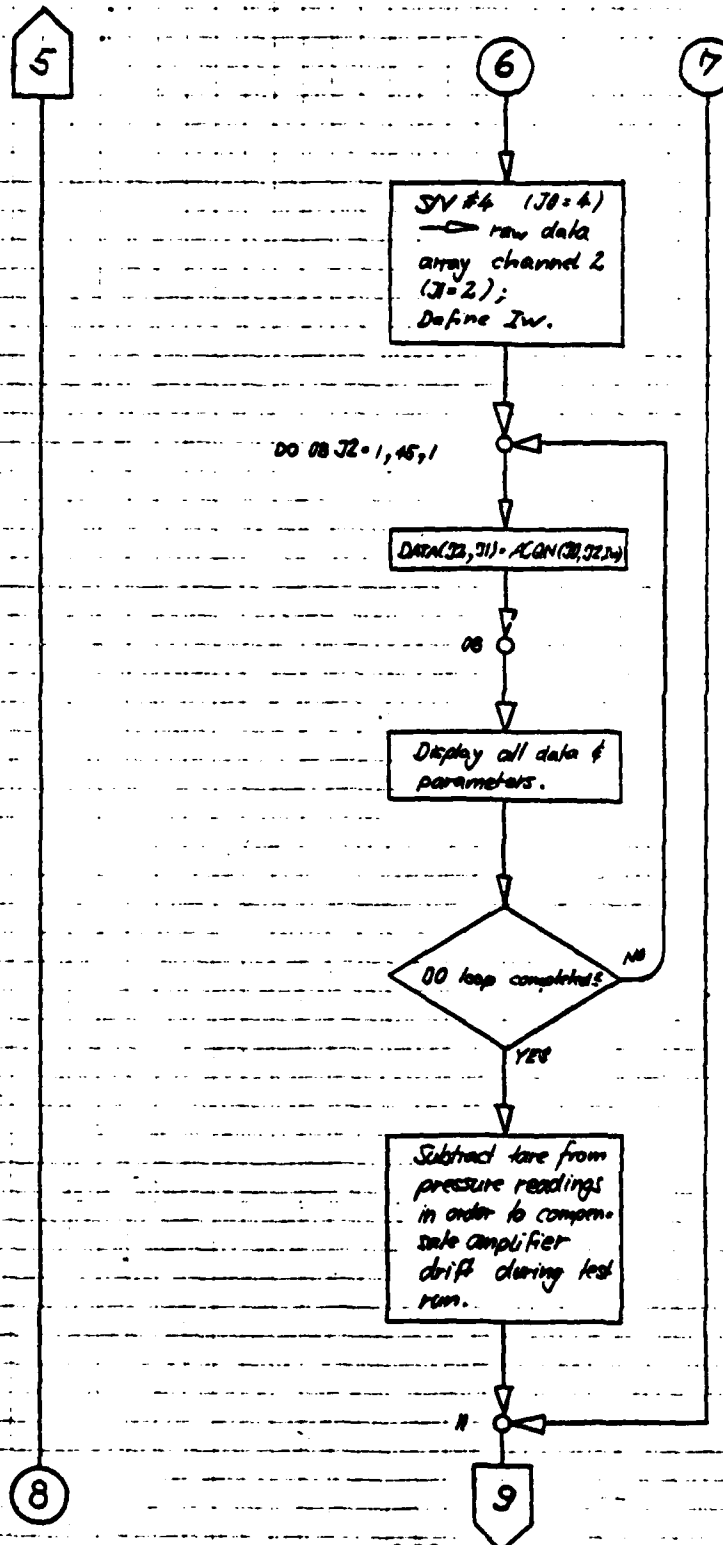 5
6
7
S/V #4 (J0=4)
raw data
array channel 2
(J1=2);
Define Iw.
DO 08 J2=1,45,1
DATA(J2,J1)=ACQN(J0,J2,Iw)
08
Display all data &
parameters.
DO loop completed?
NO
YES
Subtract tare from
pressure readings
in order to compen-
sate amplifier
drift during test
run.
11
8
9